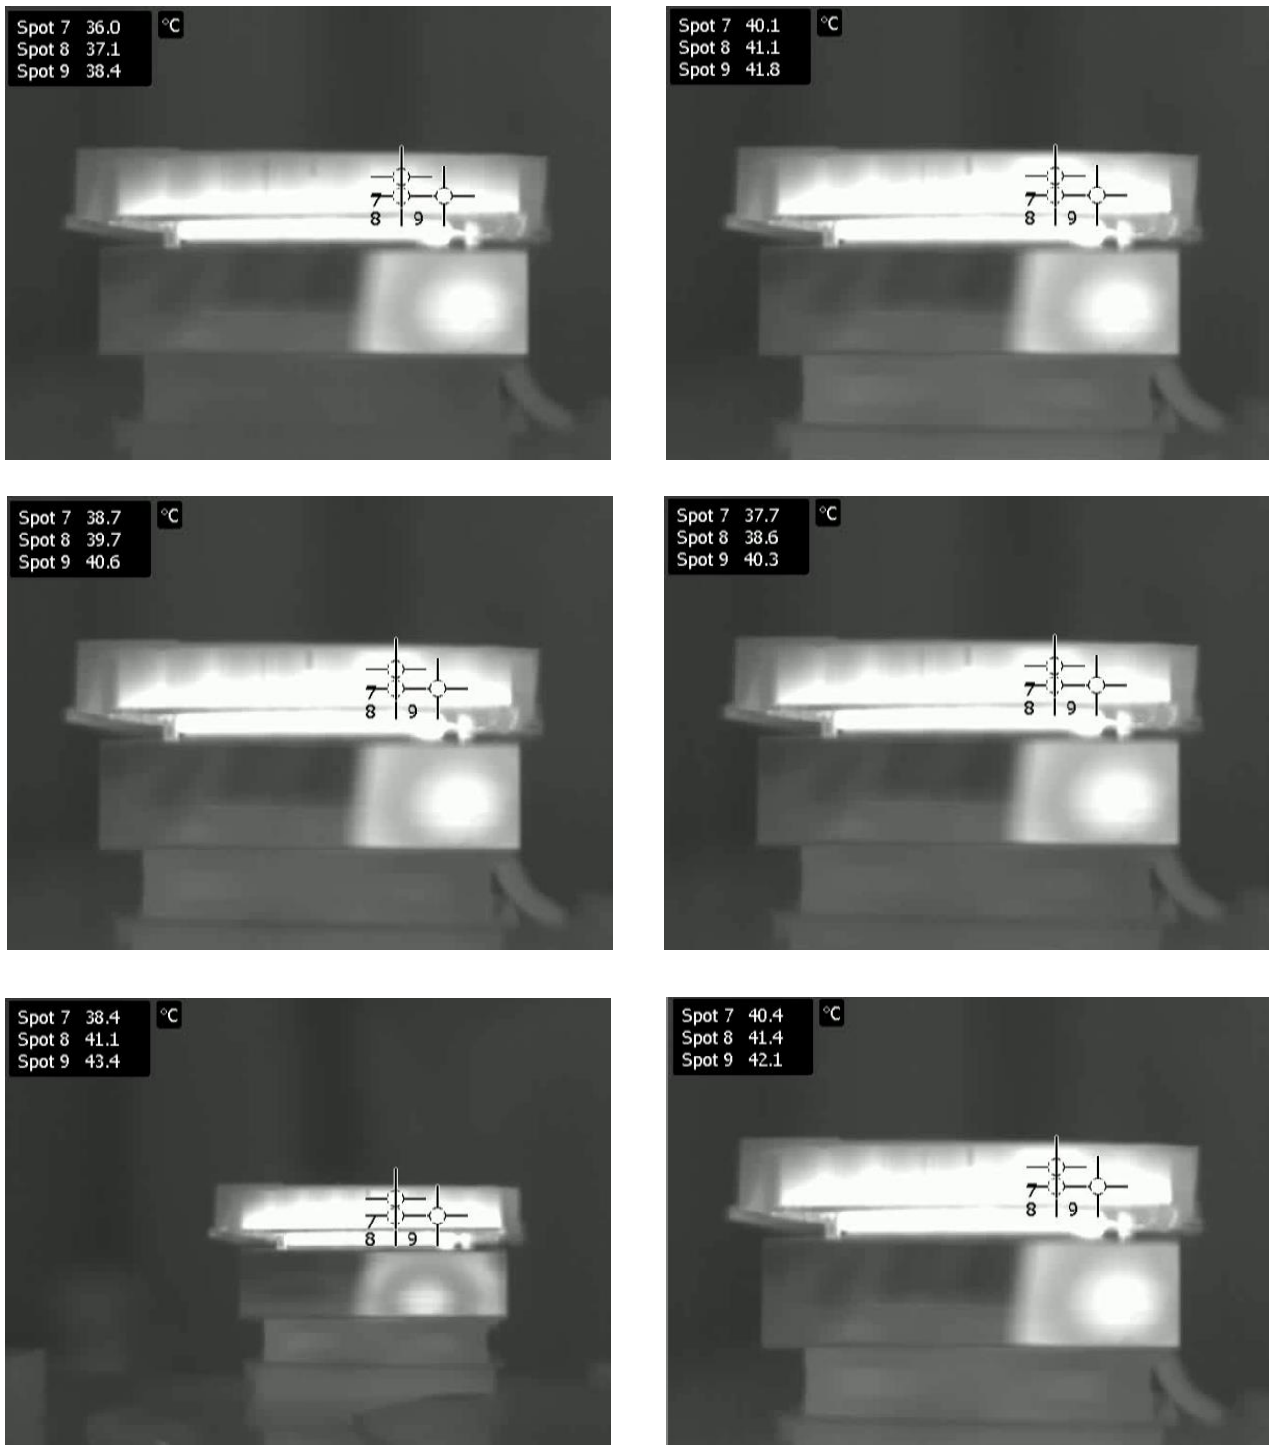 Spot 7 36.0 °C
Spot 8 37.1
Spot 9 38.4
7
8 9
Spot 7 40.1 °C
Spot 8 41.1
Spot 9 41.8
7
8 9
Spot 7 38.7 °C
Spot 8 39.7
Spot 9 40.6
7
8 9
Spot 7 37.7 °C
Spot 8 38.6
Spot 9 40.3
7
8 9
Spot 7 38.4 °C
Spot 8 41.1
Spot 9 43.4
7
8 9
Spot 7 40.4 °C
Spot 8 41.4
Spot 9 42.1
7
8 9